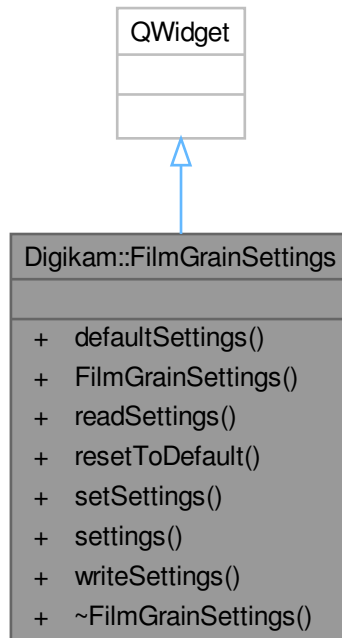 QWidget
Digikam::FilmGrainSettings
+ defaultSettings()
+ FilmGrainSettings()
+ readSettings()
+ resetToDefault()
+ setSettings()
+ settings()
+ writeSettings()
+ ~FilmGrainSettings()